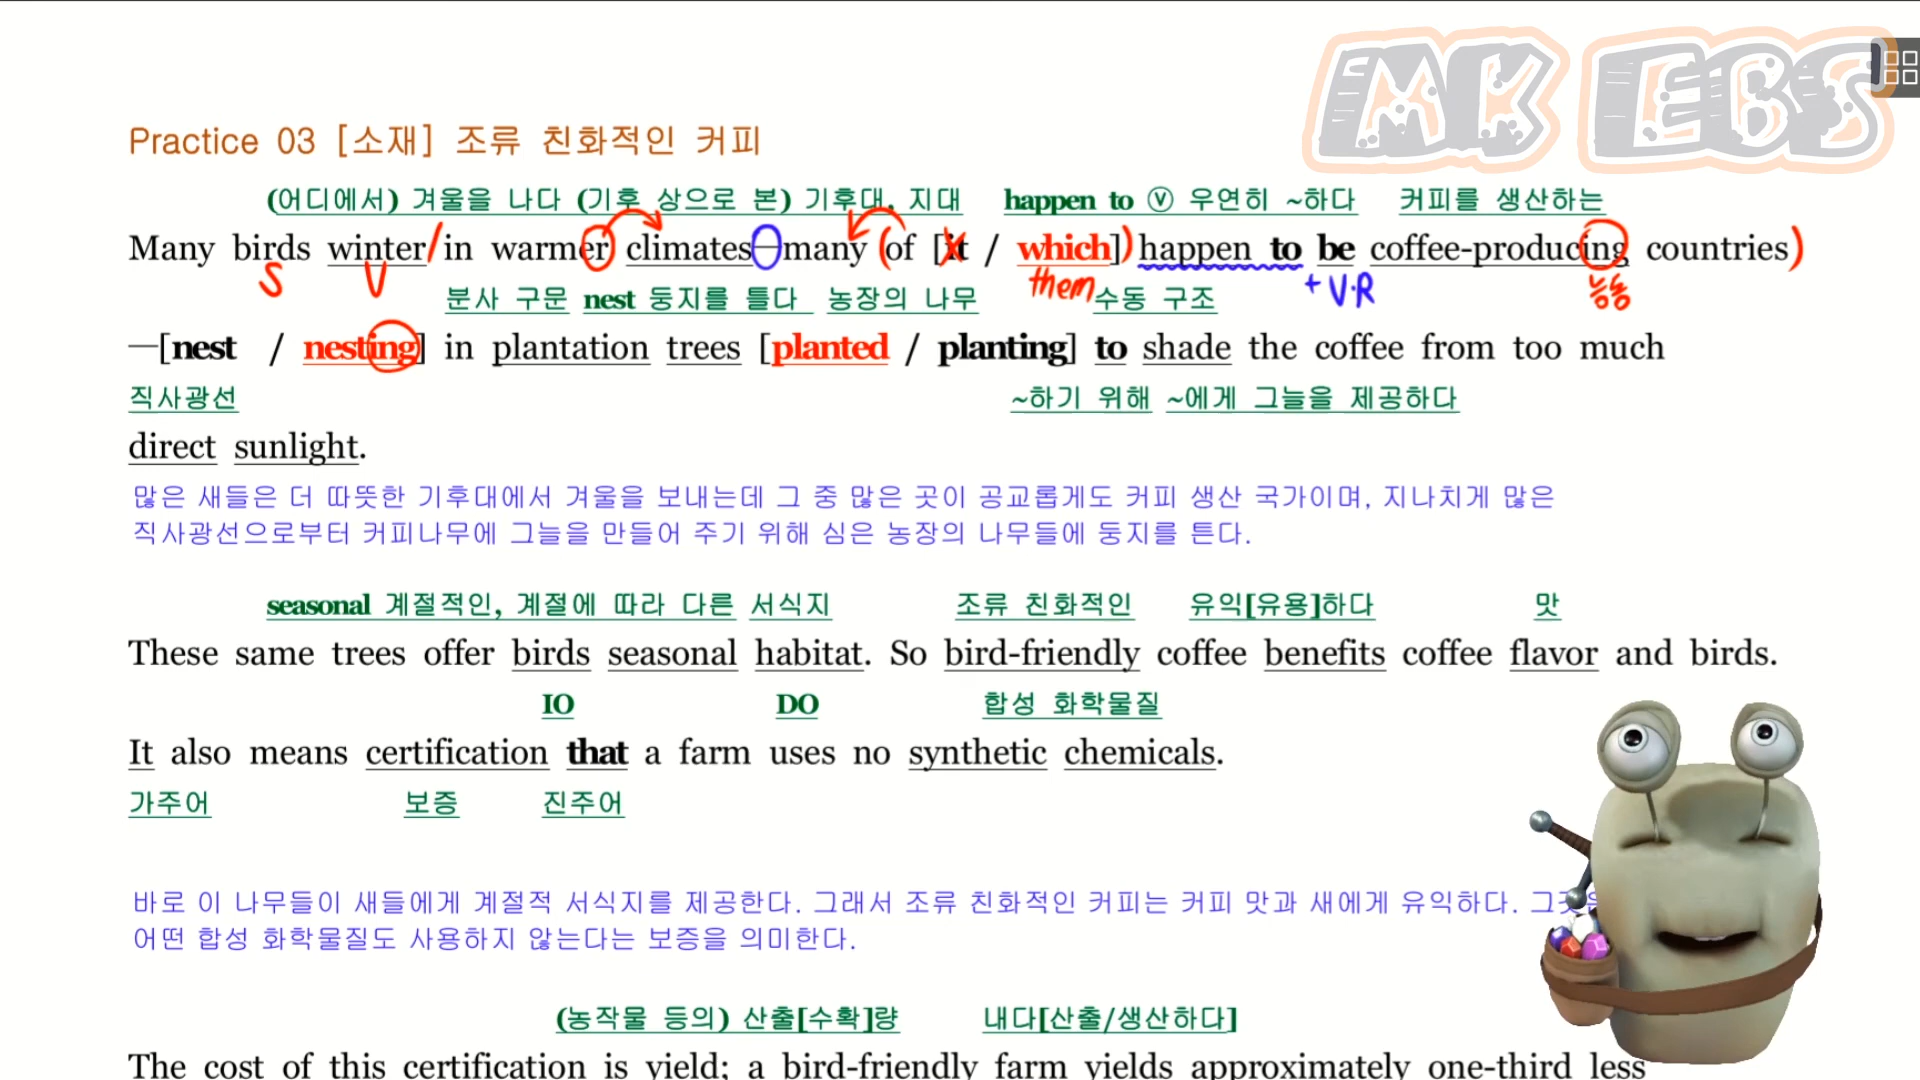 MK EBS
Practice 03 [소재] 조류 친화적인 커피
(어디에서) 겨울을 나다 (기후 상으로 본) 기후대, 지대 happen to ⓥ 우연히 ~하다 커피를 생산하는
Many birds winter/in warmer climates—many (of [it / which]) happen to be coffee-producing countries)
S V them + V·R 능동
분사 구문 nest 둥지를 틀다 농장의 나무 수동 구조
—[nest / nesting] in plantation trees [planted / planting] to shade the coffee from too much
직사광선 ~하기 위해 ~에게 그늘을 제공하다
direct sunlight.
많은 새들은 더 따뜻한 기후대에서 겨울을 보내는데 그 중 많은 곳이 공교롭게도 커피 생산 국가이며, 지나치게 많은
직사광선으로부터 커피나무에 그늘을 만들어 주기 위해 심은 농장의 나무들에 둥지를 튼다.
seasonal 계절적인, 계절에 따라 다른 서식지 조류 친화적인 유익[유용]하다 맛
These same trees offer birds seasonal habitat. So bird-friendly coffee benefits coffee flavor and birds.
IO DO 합성 화학물질
It also means certification that a farm uses no synthetic chemicals.
가주어 보증 진주어
바로 이 나무들이 새들에게 계절적 서식지를 제공한다. 그래서 조류 친화적인 커피는 커피 맛과 새에게 유익하다.
어떤 합성 화학물질도 사용하지 않는다는 보증을 의미한다.
(농작물 등의) 산출[수확]량 내다[산출/생산하다]
The cost of this certification is yield; a bird-friendly farm yields approximately one-third less